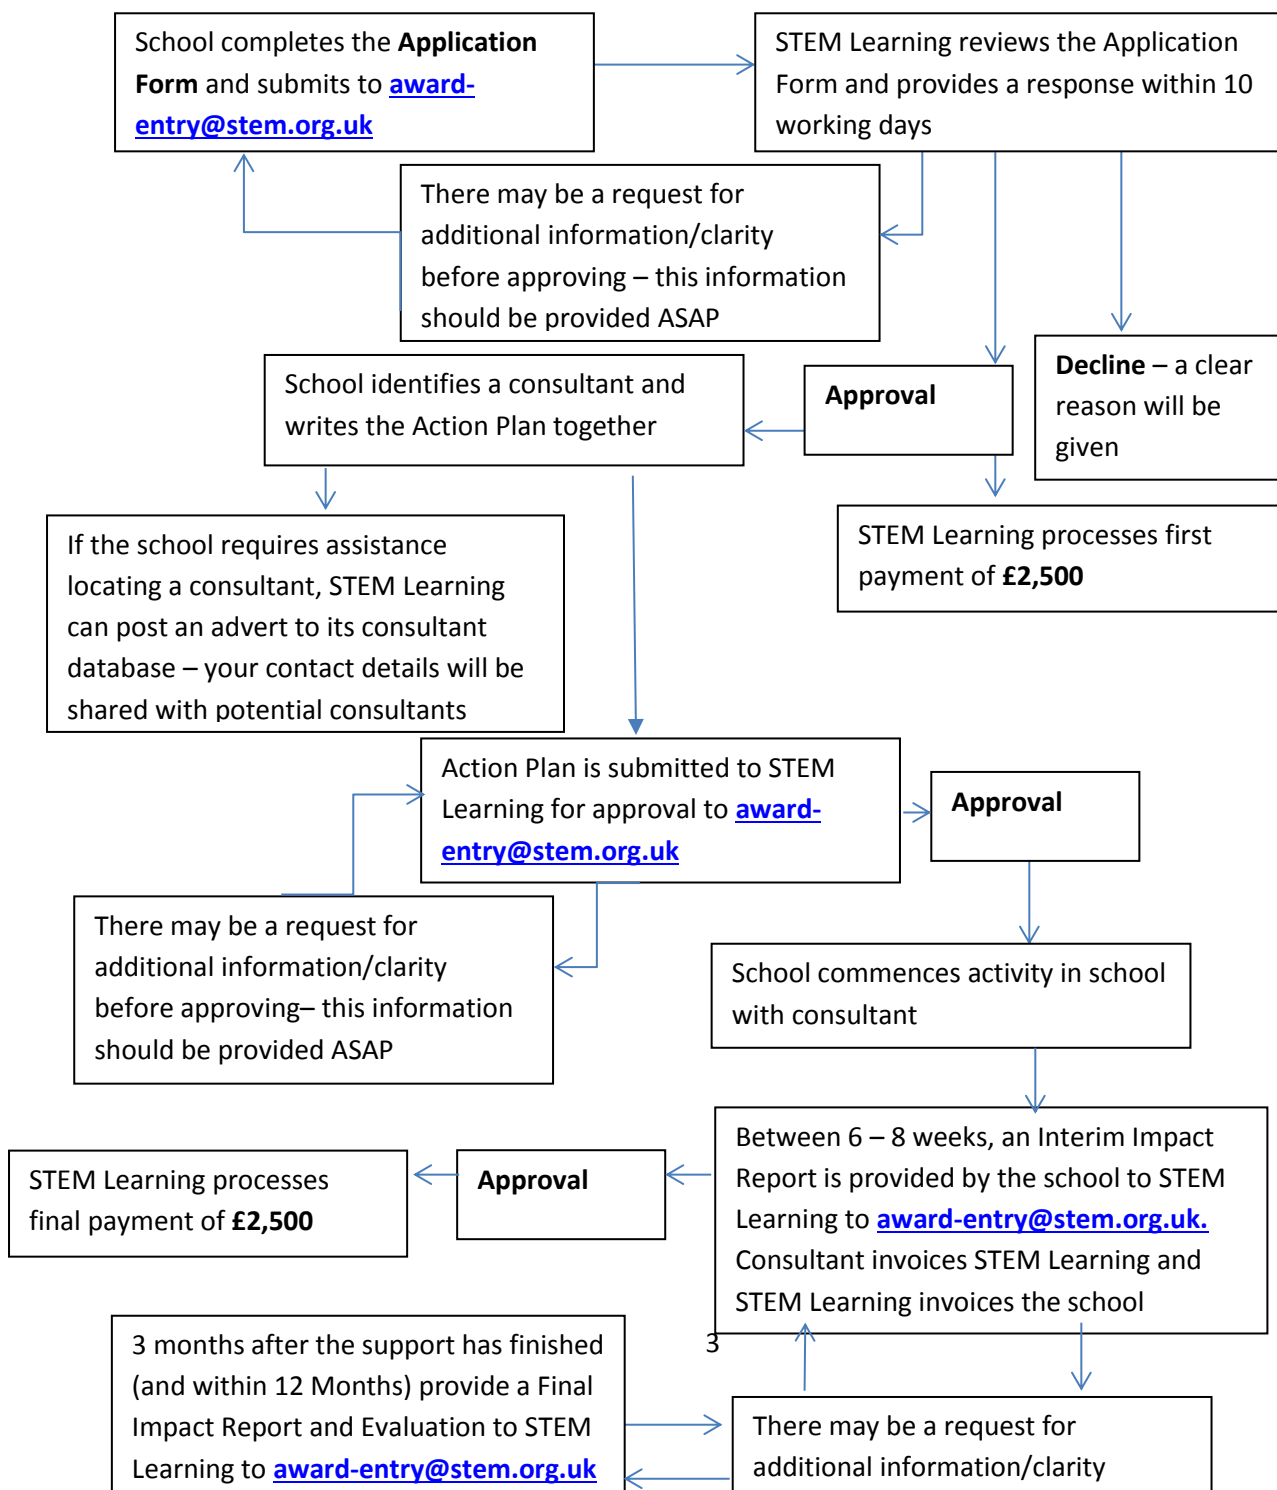 School completes the Application
Form and submits to award-
entry@stem.org.uk
STEM Learning reviews the Application
Form and provides a response within 10
working days
There may be a request for
additional information/clarity
before approving – this information
should be provided ASAP
Decline – a clear
reason will be
given
Approval
School identifies a consultant and
writes the Action Plan together
STEM Learning processes first
payment of £2,500
If the school requires assistance
locating a consultant, STEM Learning
can post an advert to its consultant
database – your contact details will be
shared with potential consultants
Action Plan is submitted to STEM
Learning for approval to award-
entry@stem.org.uk
Approval
There may be a request for
additional information/clarity
before approving– this information
should be provided ASAP
School commences activity in school
with consultant
Between 6 – 8 weeks, an Interim Impact
Report is provided by the school to STEM
Learning to award-entry@stem.org.uk.
Consultant invoices STEM Learning and
STEM Learning invoices the school
Approval
STEM Learning processes
final payment of £2,500
3
3 months after the support has finished
(and within 12 Months) provide a Final
Impact Report and Evaluation to STEM
Learning to award-entry@stem.org.uk
There may be a request for
additional information/clarity